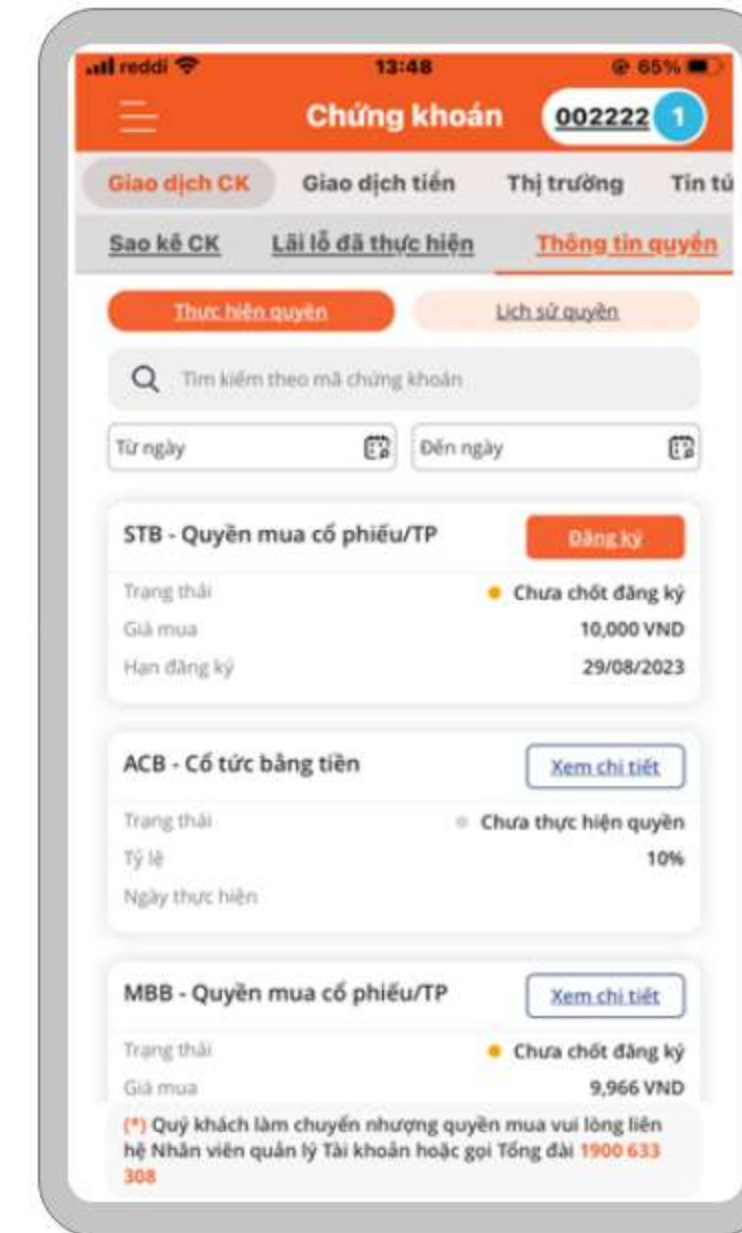 reddi 13:48 65%
Chứng khoán 002222 1
Giao dịch CK Giao dịch tiền Thị trường Tin tứ
Sao kê CK Lãi lỗ đã thực hiện Thông tin quyền
Thực hiện quyền Lịch sử quyền
Tìm kiếm theo mã chứng khoán
Từ ngày Đến ngày
STB - Quyền mua cổ phiếu/TP Đăng ký
Trạng thái Chưa chốt đăng ký
Giá mua 10,000 VND
Hạn đăng ký 29/08/2023
ACB - Cổ tức bằng tiền Xem chi tiết
Trạng thái Chưa thực hiện quyền
Tỷ lệ 10%
Ngày thực hiện
MBB - Quyền mua cổ phiếu/TP Xem chi tiết
Trạng thái Chưa chốt đăng ký
Giá mua 9,966 VND
(*) Quý khách làm chuyển nhượng quyền mua vui lòng liên
hệ Nhân viên quản lý Tài khoản hoặc gọi Tổng đài 1900 633
308